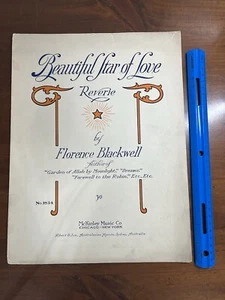 Beautiful Star of Love
Reverie
by
Florence Blackwell
Author of
"Garden of Allah by Moonlight," "Dreams,"
"Farewell to the Robin," Etc., Etc.
McKinley Music Co.
CHICAGO NEW YORK